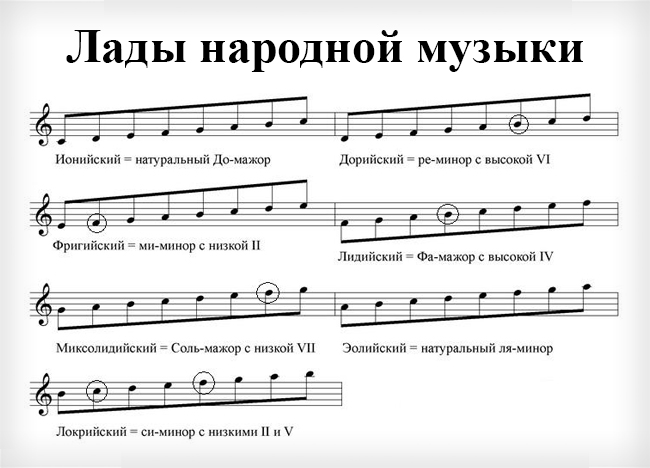 Лады народной музыки
Ионийский = натуральный До-мажор
Дорийский = ре-минор с высокой VI
Фригийский = ми-минор с низкой II
Лидийский = Фа-мажор с высокой IV
Миксолидийский = Соль-мажор с низкой VII
Эолийский = натуральный ля-минор
Локрийский = си-минор с низкими II и V